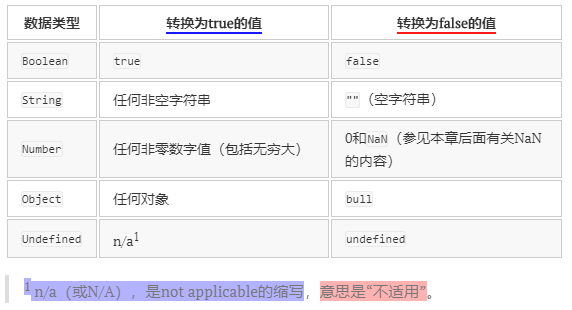 数据类型 转换为true的值 转换为false的值
Boolean true false
String 任何非空字符串 ""（空字符串）
Number 任何非零数字值（包括无穷大） 0和NaN（参见本章后面有关NaN
的内容）
Object 任何对象 bull
Undefined n/a1 undefined
1 n/a（或N/A），是not applicable的缩写，意思是“不适用”。